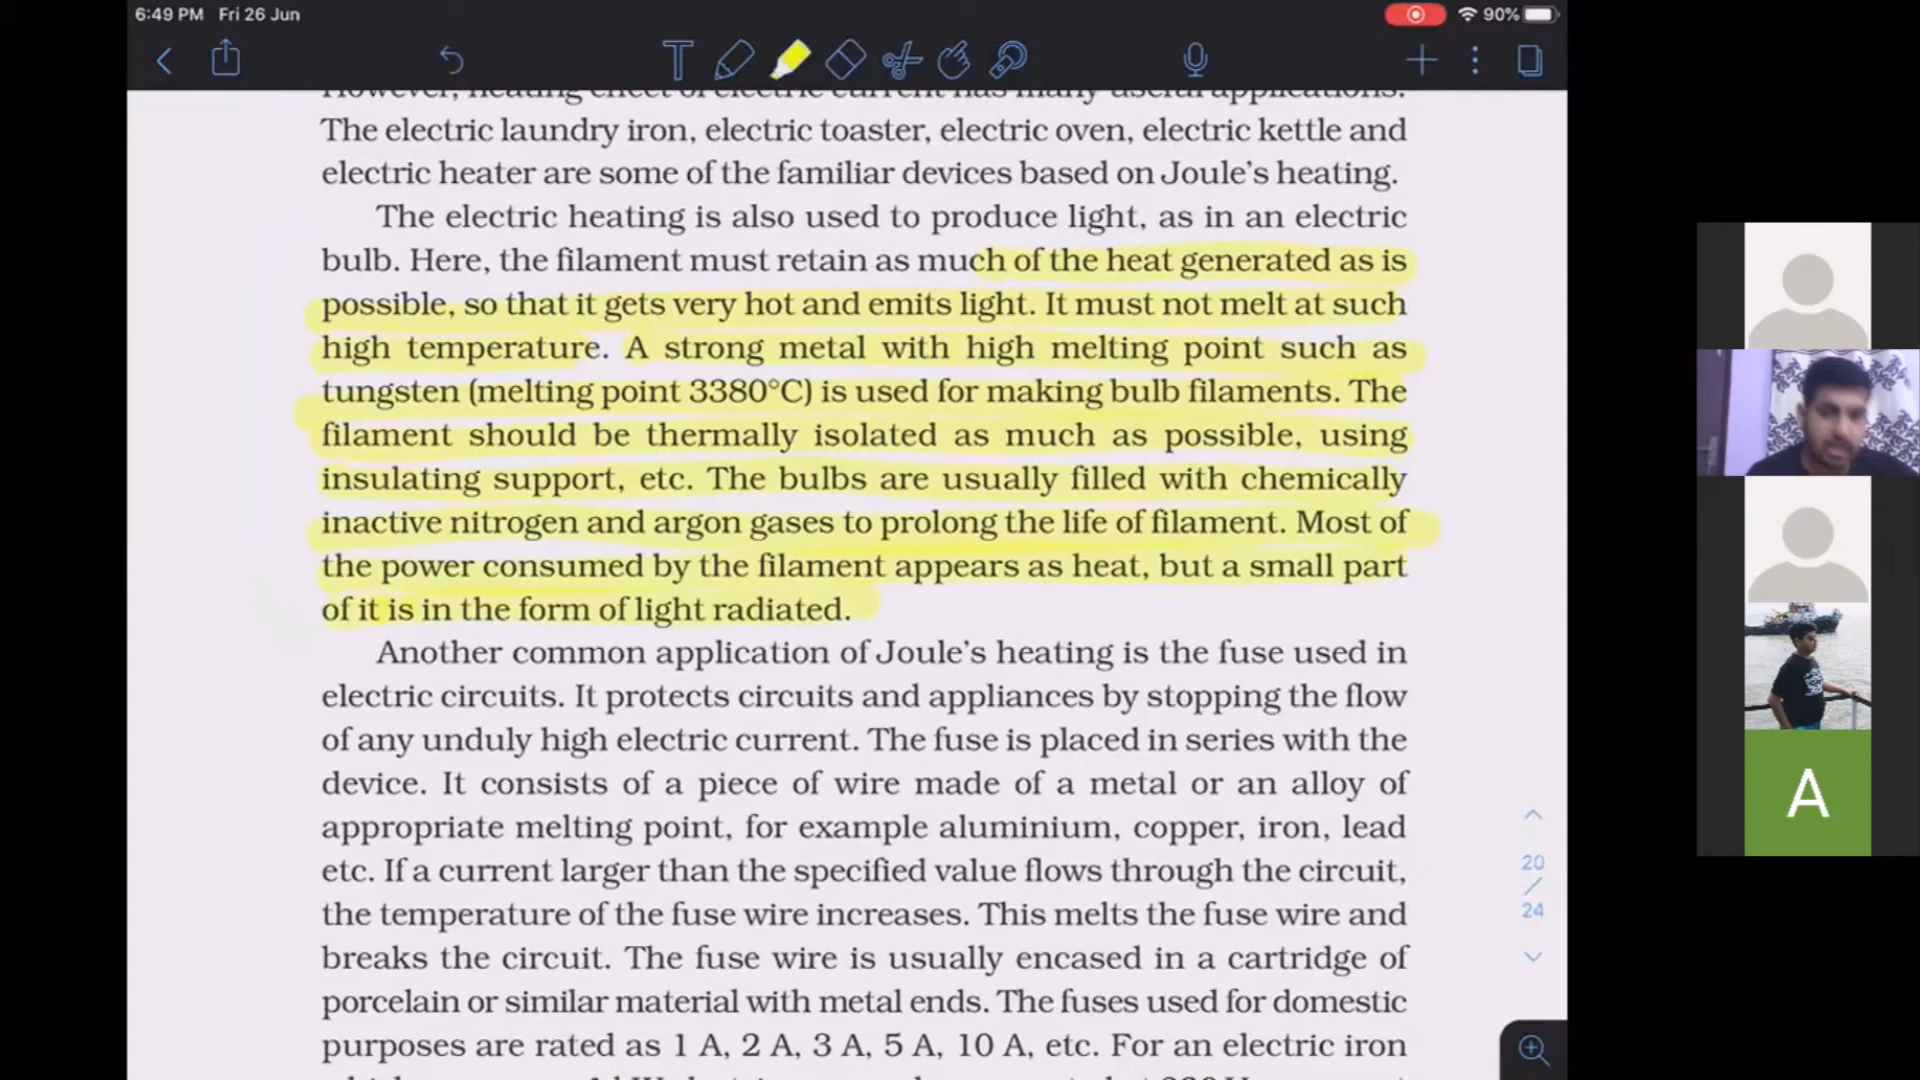 6:49 PM Fri 26 Jun
90%
However, heating effect of electric current has many useful applications.
The electric laundry iron, electric toaster, electric oven, electric kettle and
electric heater are some of the familiar devices based on Joule’s heating.
The electric heating is also used to produce light, as in an electric
bulb. Here, the filament must retain as much of the heat generated as is
possible, so that it gets very hot and emits light. It must not melt at such
high temperature. A strong metal with high melting point such as
tungsten (melting point 3380°C) is used for making bulb filaments. The
filament should be thermally isolated as much as possible, using
insulating support, etc. The bulbs are usually filled with chemically
inactive nitrogen and argon gases to prolong the life of filament. Most of
the power consumed by the filament appears as heat, but a small part
of it is in the form of light radiated.
Another common application of Joule’s heating is the fuse used in
electric circuits. It protects circuits and appliances by stopping the flow
of any unduly high electric current. The fuse is placed in series with the
device. It consists of a piece of wire made of a metal or an alloy of
appropriate melting point, for example aluminium, copper, iron, lead
etc. If a current larger than the specified value flows through the circuit,
the temperature of the fuse wire increases. This melts the fuse wire and
breaks the circuit. The fuse wire is usually encased in a cartridge of
porcelain or similar material with metal ends. The fuses used for domestic
purposes are rated as 1 A, 2 A, 3 A, 5 A, 10 A, etc. For an electric iron
20
/
24
A